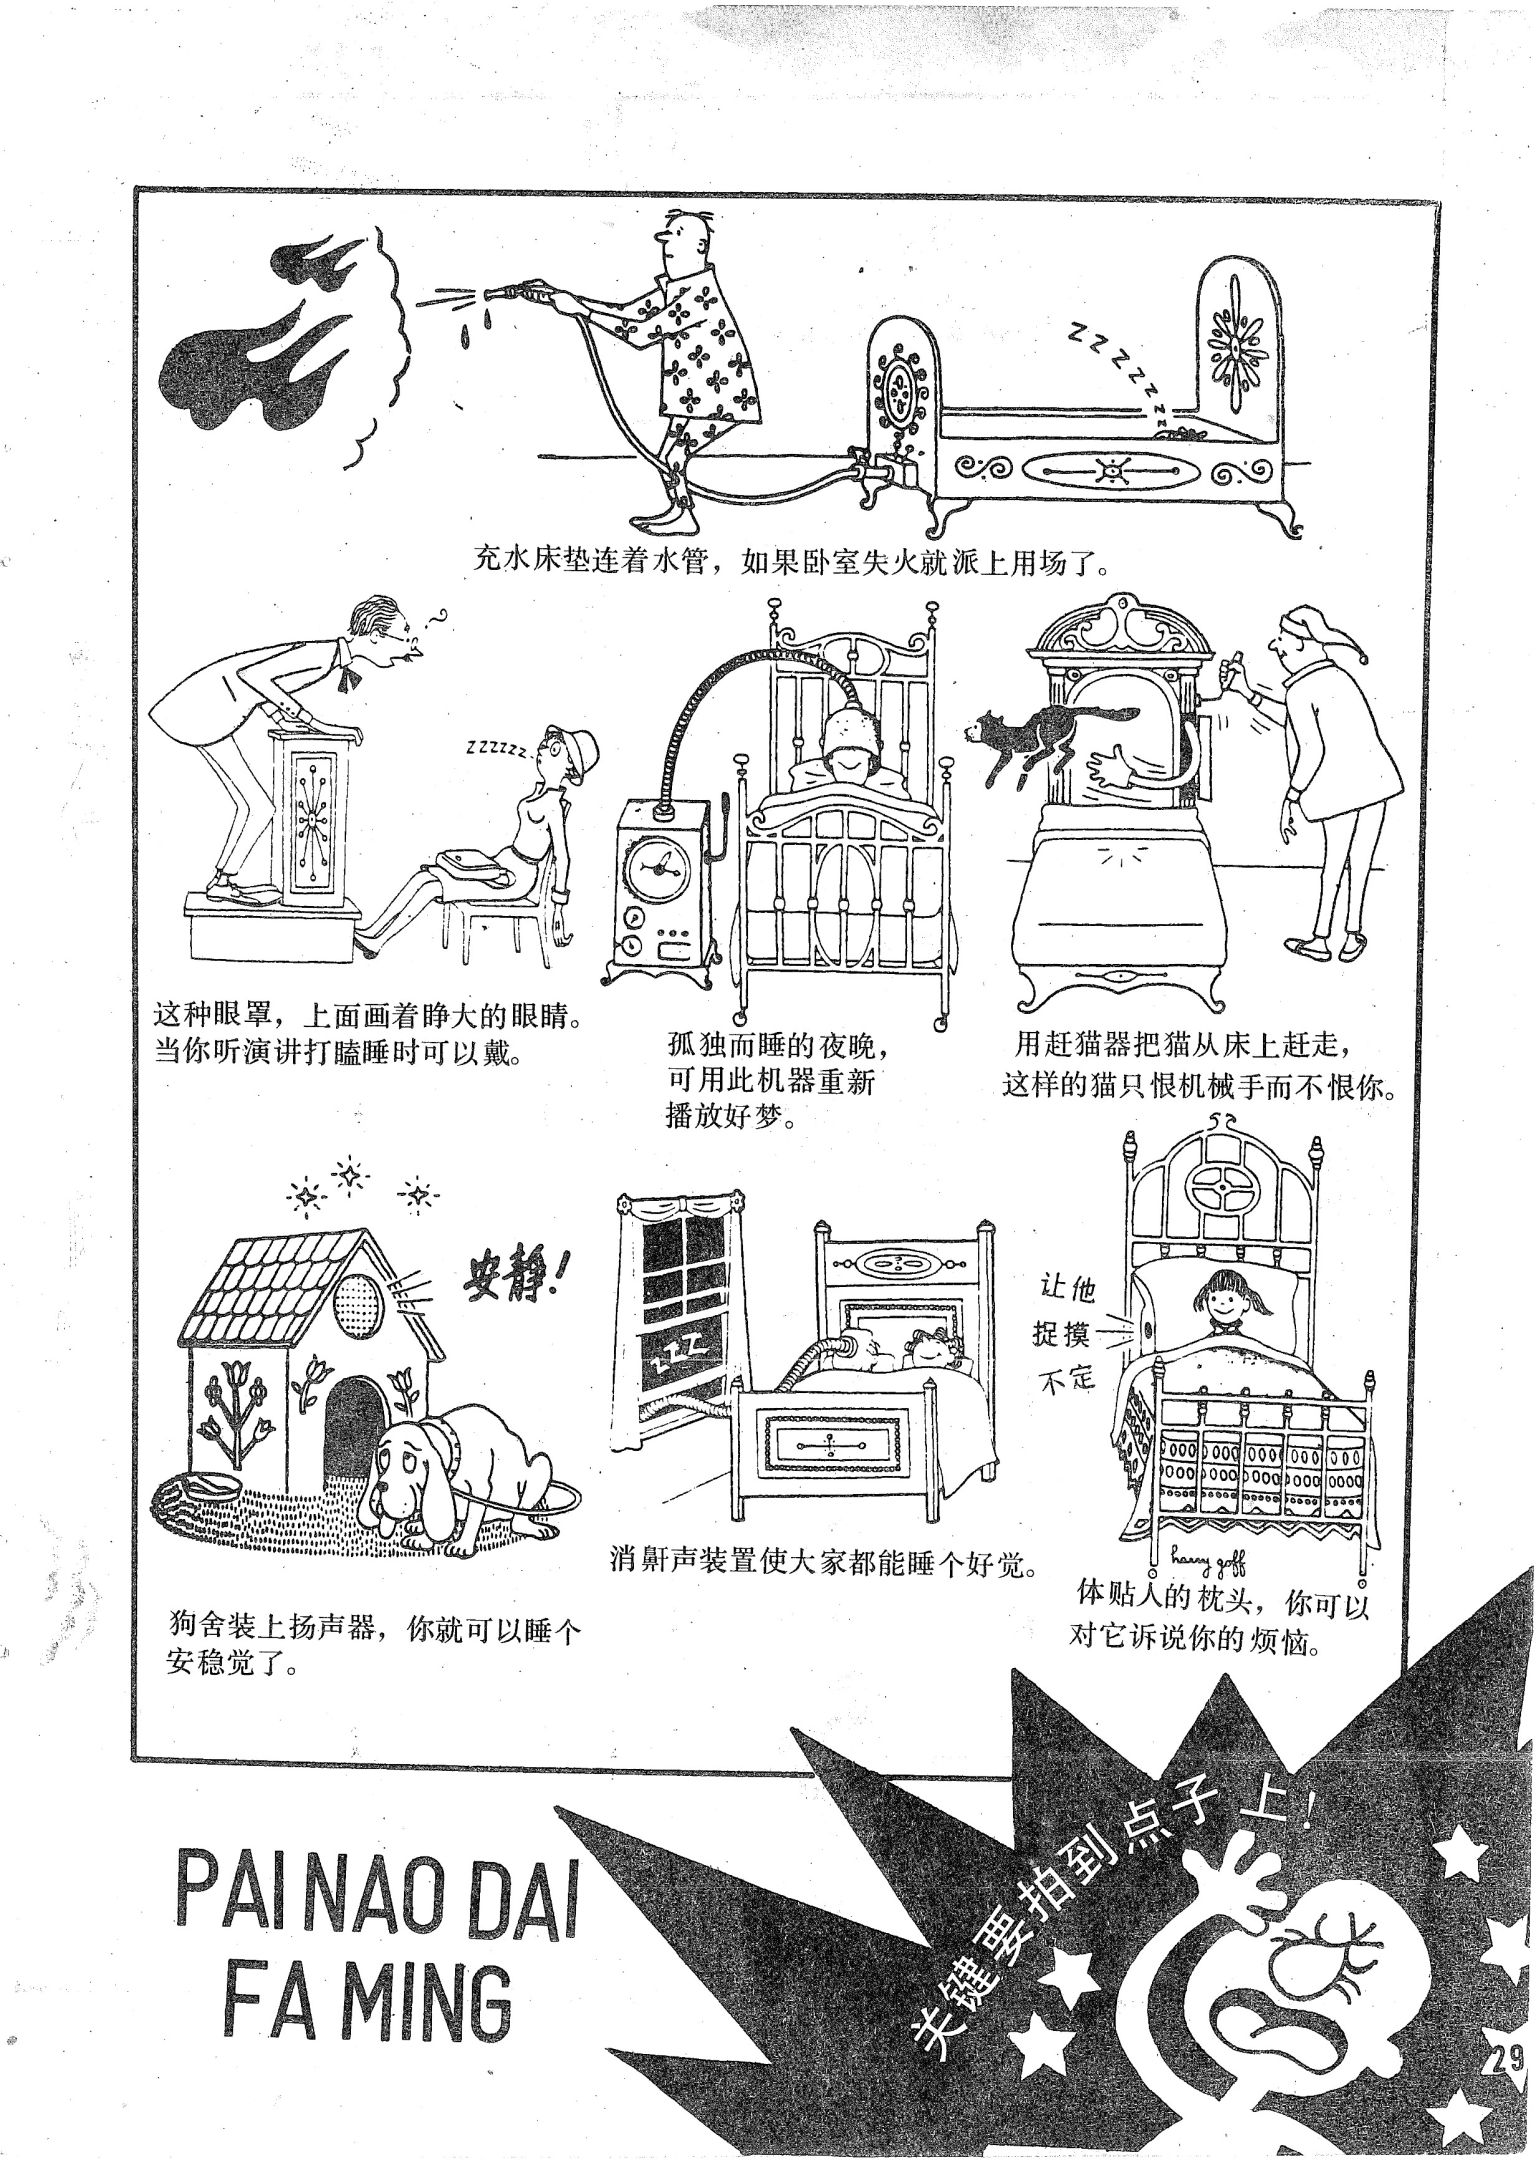 充水床垫连着水管，如果卧室失火就派上用场了。
zzzzzzzz
zzzzzz
这种眼罩，上面画着睁大的眼睛。
当你听演讲打瞌睡时可以戴。
孤独而睡的夜晚，
可用此机器重新
播放好梦。
用赶猫器把猫从床上赶走，
这样的猫只恨机械手而不恨你。
安静！
狗舍装上扬声器，你就可以睡个
安稳觉了。
zzz
消鼾声装置使大家都能睡个好觉。
让他
捉摸
不定
harry goff
体贴人的枕头，你可以
对它诉说你的烦恼。
PAI NAO DAI
FA MING
关键要拍到点子上！
29